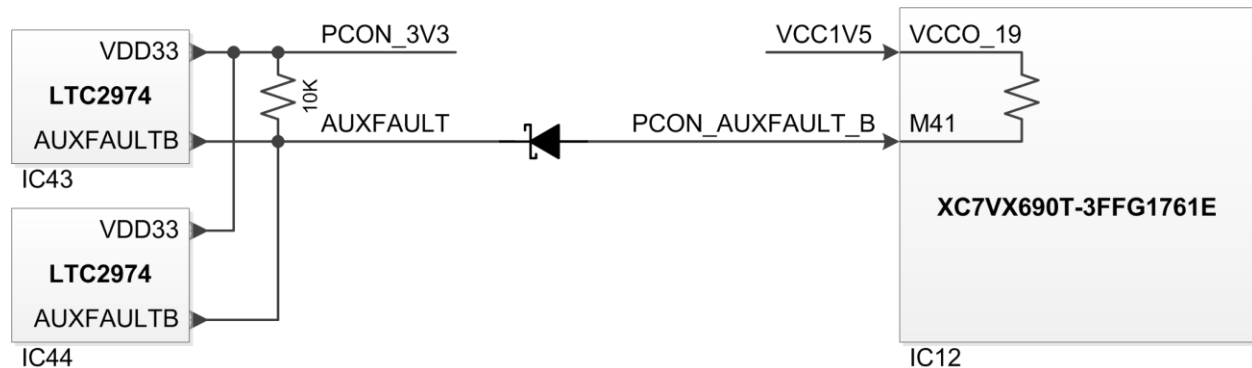 VDD33
LTC2974
AUXFAULTB
IC43
PCON_3V3
10K
AUXFAULT
VDD33
LTC2974
AUXFAULTB
IC44
PCON_AUXFAULT_B
VCC1V5
VCCO_19
M41
XC7VX690T-3FFG1761E
IC12